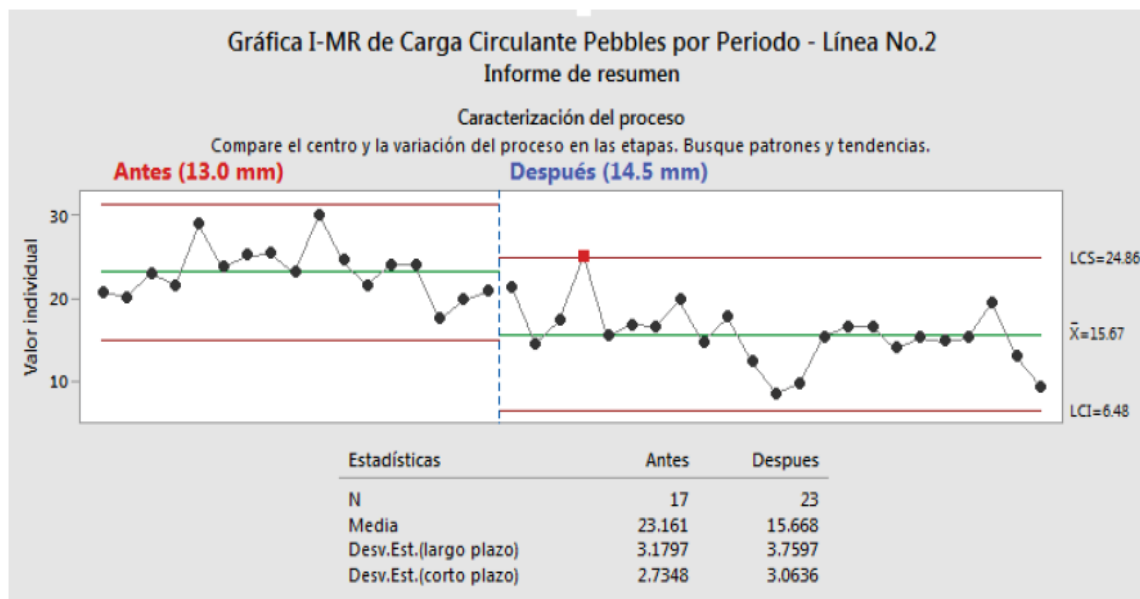 Gráfica I-MR de Carga Circulante Pebbles por Periodo - Línea No.2
Informe de resumen
Caracterización del proceso
Compare el centro y la variación del proceso en las etapas. Busque patrones y tendencias.
Antes (13.0 mm) Después (14.5 mm)
Valor individual
30
20
10
LCS=24.86
X̄=15.67
LCI=6.48
Estadísticas Antes Despues
N 17 23
Media 23.161 15.668
Desv.Est.(largo plazo) 3.1797 3.7597
Desv.Est.(corto plazo) 2.7348 3.0636